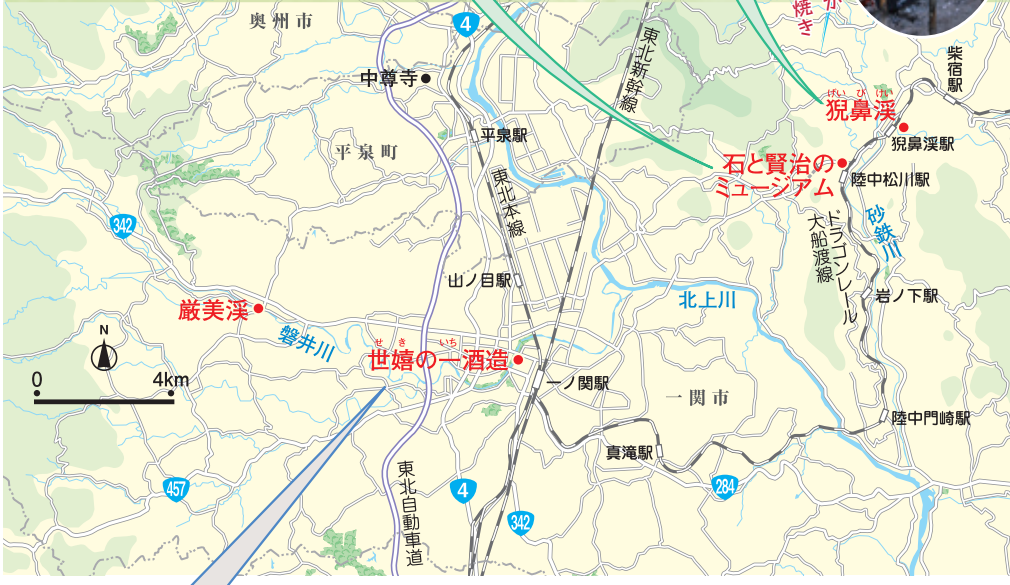 奥州市
4
か
焼き
中尊寺
東北新幹線
柴宿駅
げいびけい
猊鼻渓
猊鼻渓駅
平泉駅
平泉町
石と賢治の
ミュージアム
陸中松川駅
東北本線
砂鉄川
ドラゴンレール
大船渡線
342
山ノ目駅
北上川
岩ノ下駅
厳美渓
磐井川
N
0 4km
せき いち
世嬉の一酒造
一ノ関駅
一関市
陸中門崎駅
真滝駅
東北自動車道
457
4
284
342